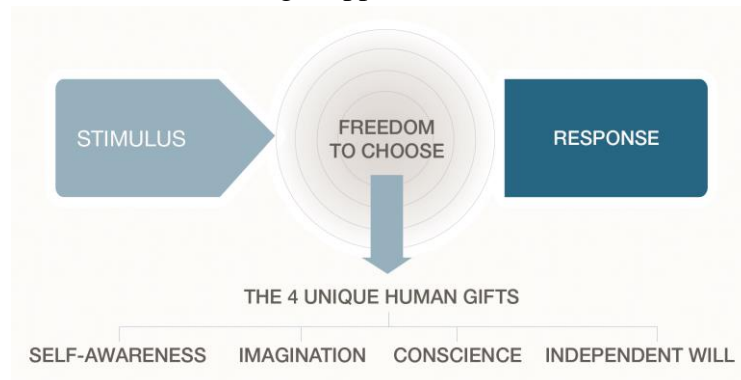 STIMULUS
FREEDOM
TO CHOOSE
RESPONSE
THE 4 UNIQUE HUMAN GIFTS
SELF-AWARENESS IMAGINATION CONSCIENCE INDEPENDENT WILL